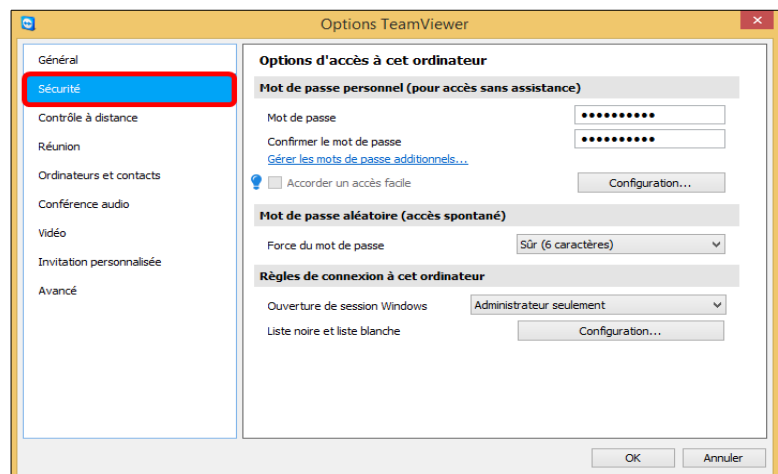 Options TeamViewer
Général
Sécurité
Contrôle à distance
Réunion
Ordinateurs et contacts
Conférence audio
Vidéo
Invitation personnalisée
Avancé
Options d'accès à cet ordinateur
Mot de passe personnel (pour accès sans assistance)
Mot de passe ••••••••••
Confirmer le mot de passe ••••••••••
Gérer les mots de passe additionnels...
Accorder un accès facile Configuration...
Mot de passe aléatoire (accès spontané)
Force du mot de passe Sûr (6 caractères)
Règles de connexion à cet ordinateur
Ouverture de session Windows Administrateur seulement
Liste noire et liste blanche Configuration...
OK Annuler